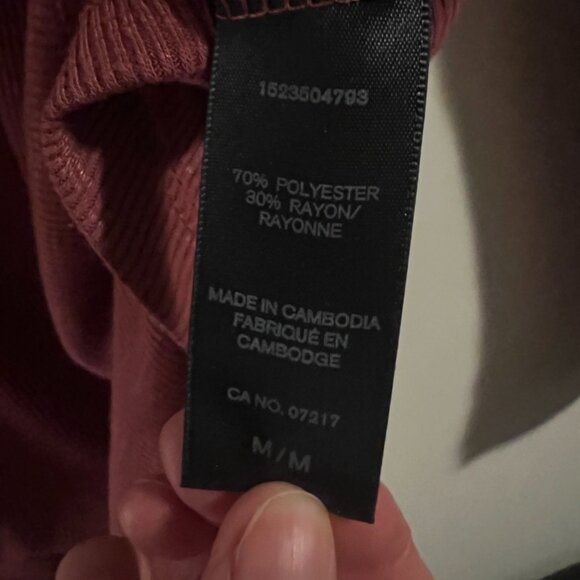 1523504793
70% POLYESTER
30% RAYON/
RAYONNE
MADE IN CAMBODIA
FABRIQUÉ EN
CAMBODGE
CA NO. 07217
M/M